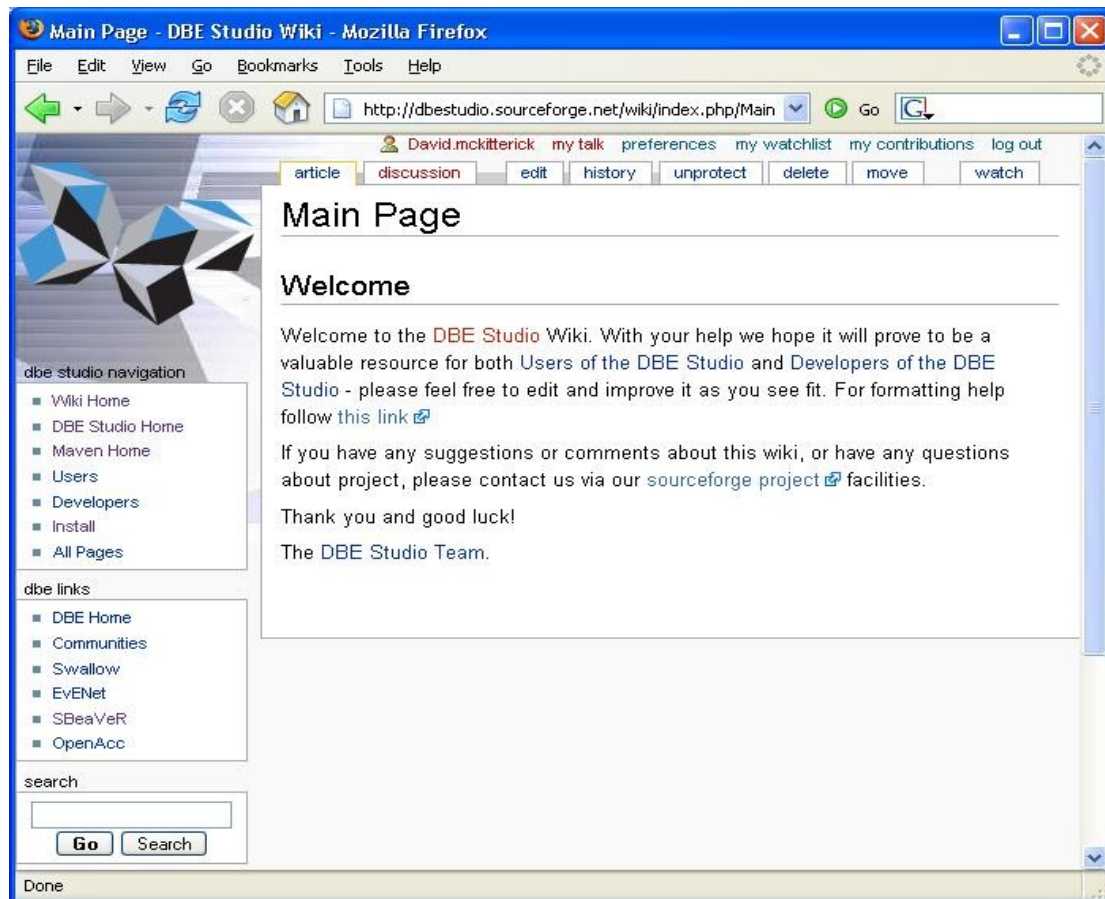 Main Page - DBE Studio Wiki - Mozilla Firefox
File Edit View Go Bookmarks Tools Help
http://dbestudio.sourceforge.net/wiki/index.php/Main Go G
David.mckitterick my talk preferences my watchlist my contributions log out
article discussion edit history unprotect delete move watch
Main Page
Welcome
Welcome to the DBE Studio Wiki. With your help we hope it will prove to be a
valuable resource for both Users of the DBE Studio and Developers of the DBE
Studio - please feel free to edit and improve it as you see fit. For formatting help
follow this link
If you have any suggestions or comments about this wiki, or have any questions
about project, please contact us via our sourceforge project facilities.
Thank you and good luck!
The DBE Studio Team.
dbe studio navigation
Wiki Home
DBE Studio Home
Maven Home
Users
Developers
Install
All Pages
dbe links
DBE Home
Communities
Swallow
EvENet
SBeaVeR
OpenAcc
search
Go Search
Done